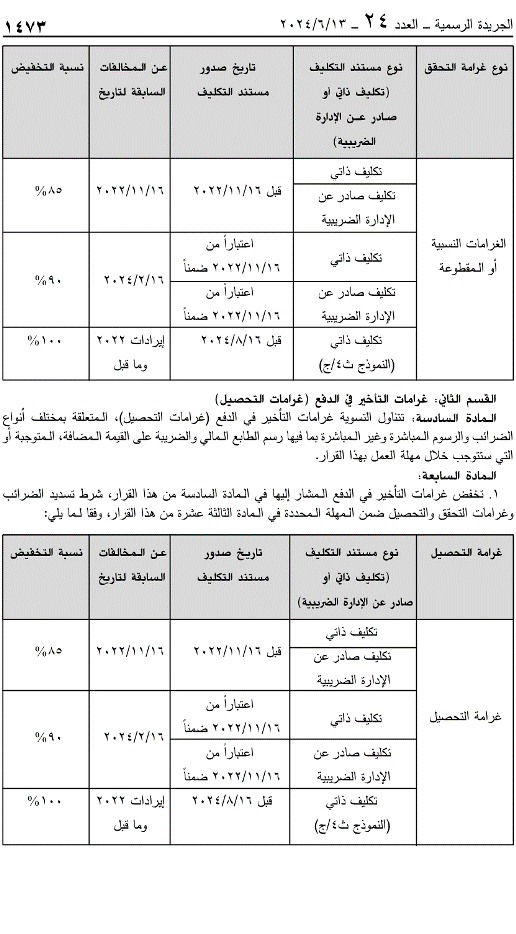 الجريدة الرسمية ــ العدد ٢٤ ــ ٢٠٢٤/٦/١٣
١٤٧٣
نوع غرامة التحقق
نوع مستند التكليف
(تكليف ذاتي أو
صادر عن الإدارة
الضريبية)
تاريخ صدور
مستند التكليف
عن المخالفات
السابقة لتاريخ
نسبة التخفيض
الغرامات النسبية
أو المقطوعة
تكليف ذاتي
تكليف صادر عن
الإدارة الضريبية
قبل ٢٠٢٢/١١/١٦
٢٠٢٢/١١/١٦
٨٥%
تكليف ذاتي
اعتباراً من
٢٠٢٢/١١/١٦ ضمناً
تكليف صادر عن
الإدارة الضريبية
اعتباراً من
٢٠٢٢/١١/١٦ ضمناً
٢٠٢٤/٢/١٦
٩٠%
تكليف ذاتي
(النموذج ث٤/ج)
قبل ٢٠٢٤/٨/١٦
إيرادات ٢٠٢٢
وما قبل
١٠٠%
القسم الثاني: غرامات التأخير في الدفع (غرامات التحصيل)
المادة السادسة: تتناول التسوية غرامات التأخير في الدفع (غرامات التحصيل)، المتعلقة بمختلف أنواع
الضرائب والرسوم المباشرة وغير المباشرة بما فيها رسم الطابع المالي والضريبة على القيمة المضافة، المتوجبة أو
التي ستتوجب خلال مهلة العمل بهذا القرار.
المادة السابعة:
١. تخفض غرامات التأخير في الدفع المشار إليها في المادة السادسة من هذا القرار، شرط تسديد الضرائب
وغرامات التحقق والتحصيل ضمن المهلة المحددة في المادة الثالثة عشرة من هذا القرار، وفقا لما يلي:
غرامة التحصيل
نوع مستند التكليف
(تكليف ذاتي أو
صادر عن الإدارة الضريبية)
تاريخ صدور
مستند التكليف
عن المخالفات
السابقة لتاريخ
نسبة التخفيض
غرامة التحصيل
تكليف ذاتي
تكليف صادر عن
الإدارة الضريبية
قبل ٢٠٢٢/١١/١٦
٢٠٢٢/١١/١٦
٨٥%
تكليف ذاتي
اعتباراً من
٢٠٢٢/١١/١٦ ضمناً
تكليف صادر عن
الإدارة الضريبية
اعتباراً من
٢٠٢٢/١١/١٦ ضمناً
٢٠٢٤/٢/١٦
٩٠%
تكليف ذاتي
(النموذج ث٤/ج)
قبل ٢٠٢٤/٨/١٦
إيرادات ٢٠٢٢
وما قبل
١٠٠%